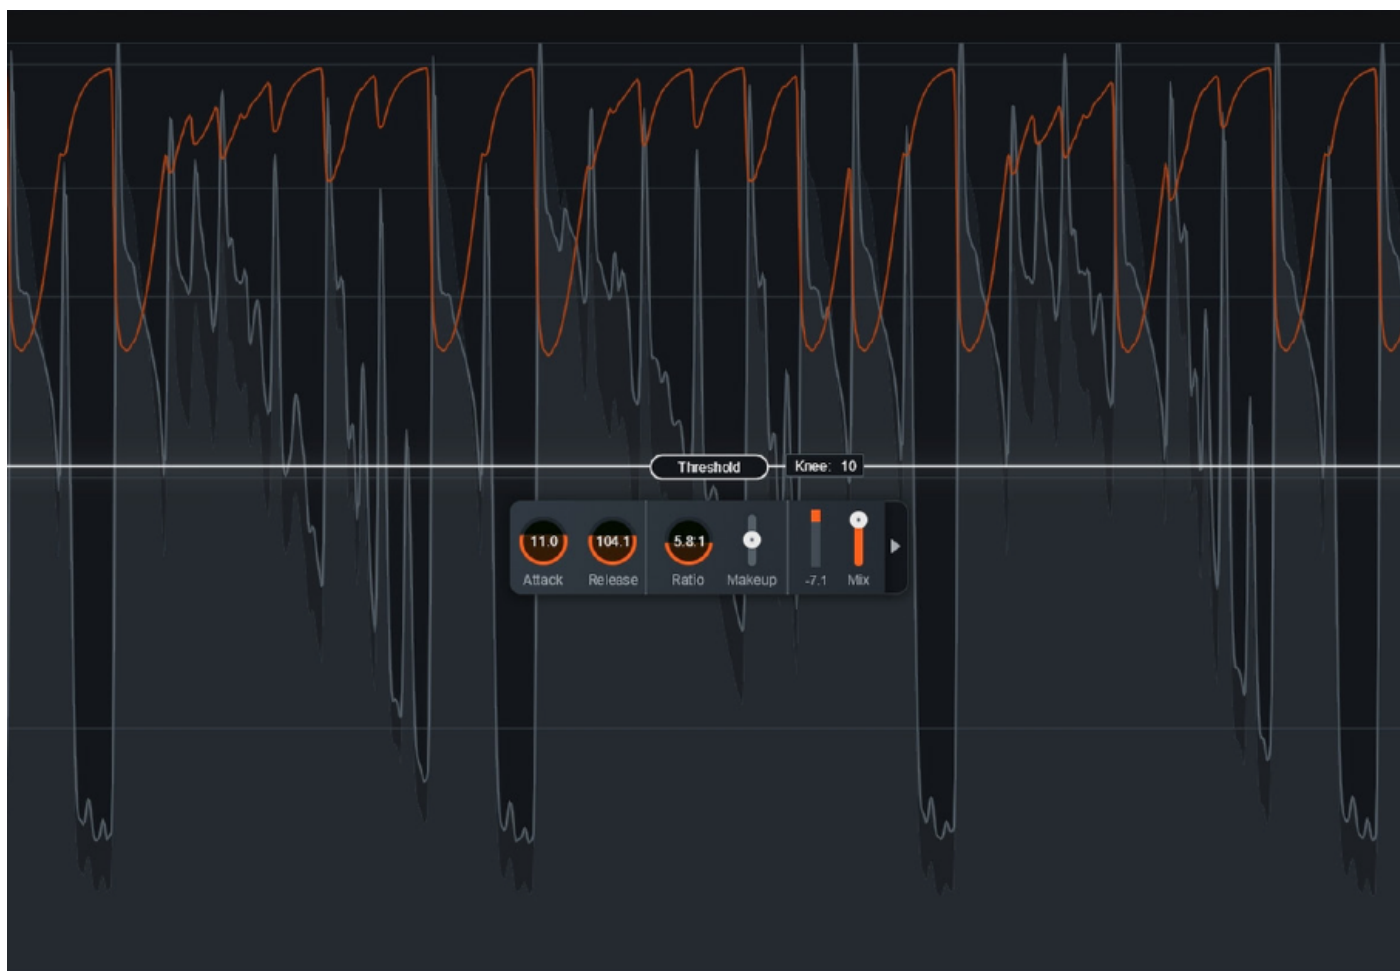 Threshold
Knee: 10
11.0
104.1
5.8:1
Attack
Release
Ratio
Makeup
-7.1
Mix